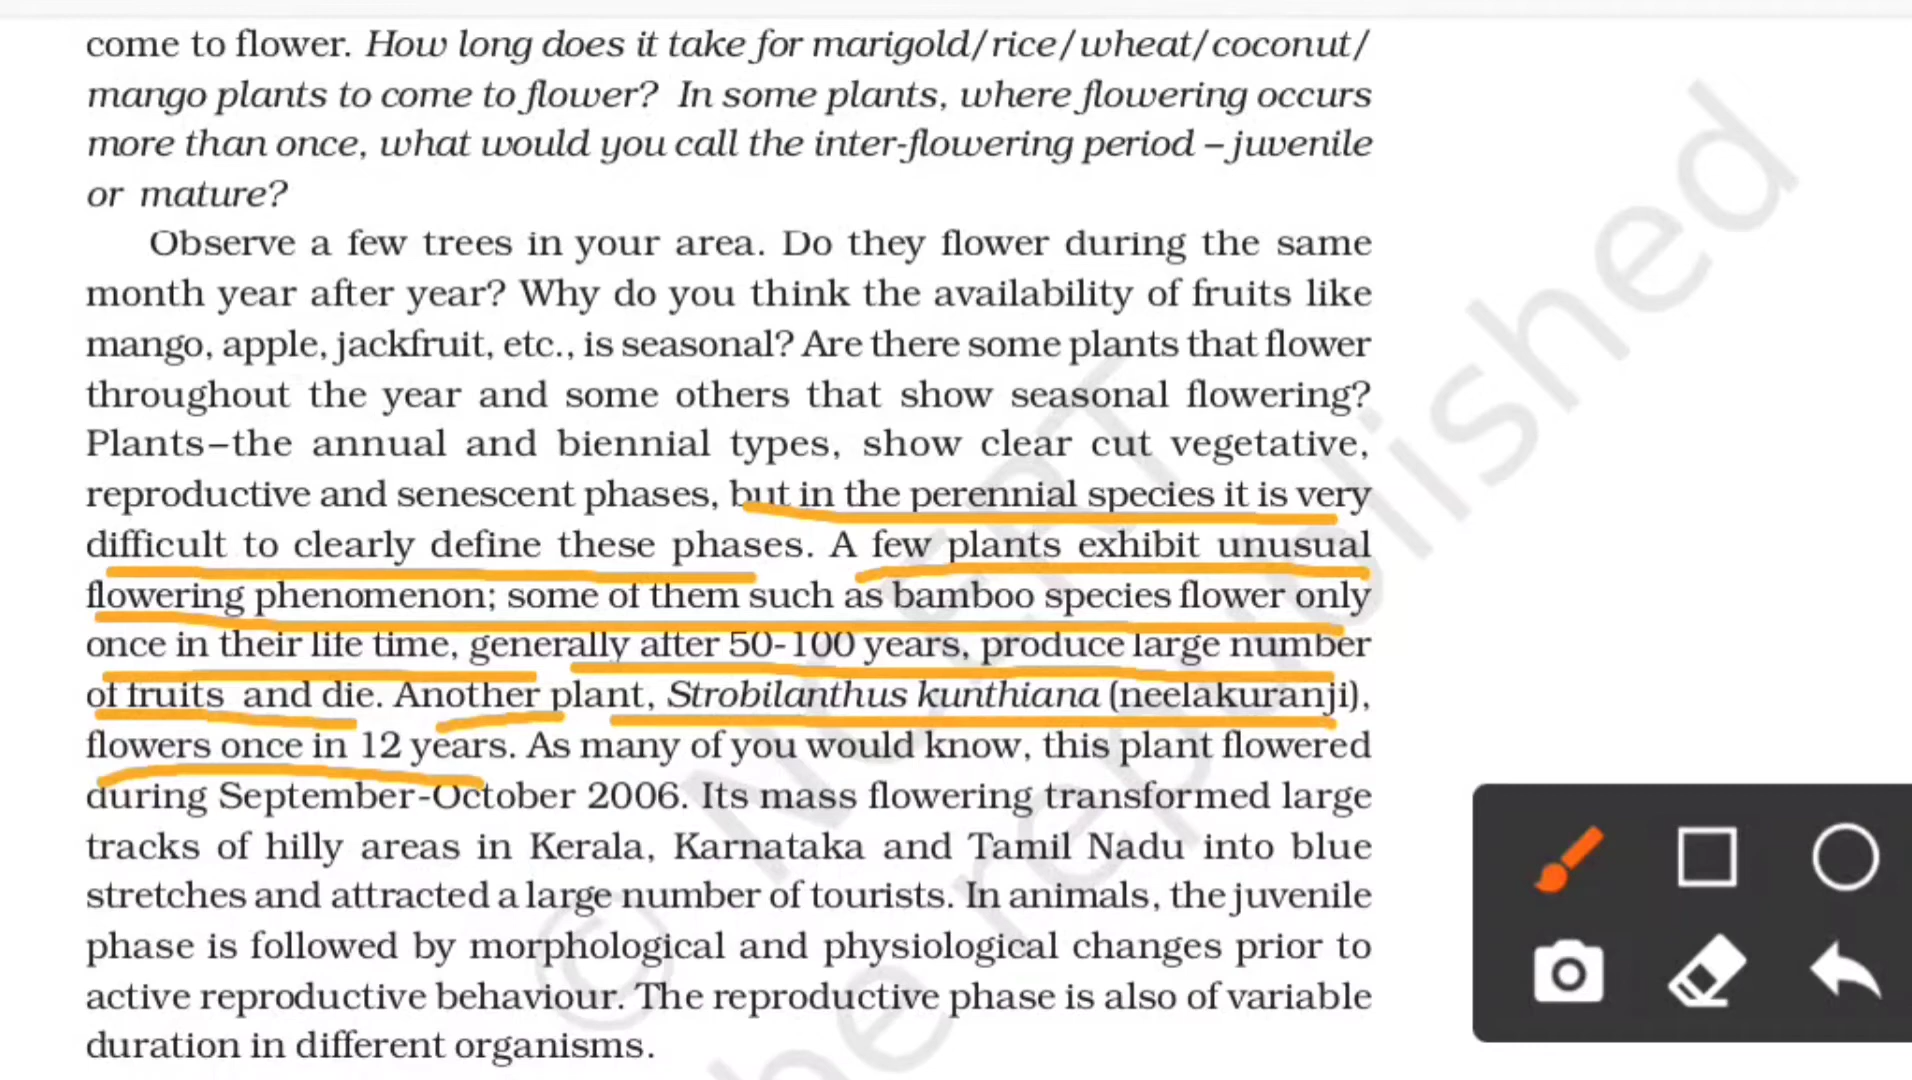 come to flower. How long does it take for marigold/rice/wheat/coconut/
mango plants to come to flower? In some plants, where flowering occurs
more than once, what would you call the inter-flowering period – juvenile
or mature?
Observe a few trees in your area. Do they flower during the same
month year after year? Why do you think the availability of fruits like
mango, apple, jackfruit, etc., is seasonal? Are there some plants that flower
throughout the year and some others that show seasonal flowering?
Plants–the annual and biennial types, show clear cut vegetative,
reproductive and senescent phases, but in the perennial species it is very
difficult to clearly define these phases. A few plants exhibit unusual
flowering phenomenon; some of them such as bamboo species flower only
once in their life time, generally after 50-100 years, produce large number
of fruits and die. Another plant, Strobilanthus kunthiana (neelakuranji),
flowers once in 12 years. As many of you would know, this plant flowered
during September-October 2006. Its mass flowering transformed large
tracks of hilly areas in Kerala, Karnataka and Tamil Nadu into blue
stretches and attracted a large number of tourists. In animals, the juvenile
phase is followed by morphological and physiological changes prior to
active reproductive behaviour. The reproductive phase is also of variable
duration in different organisms.
© NCERT
be republished